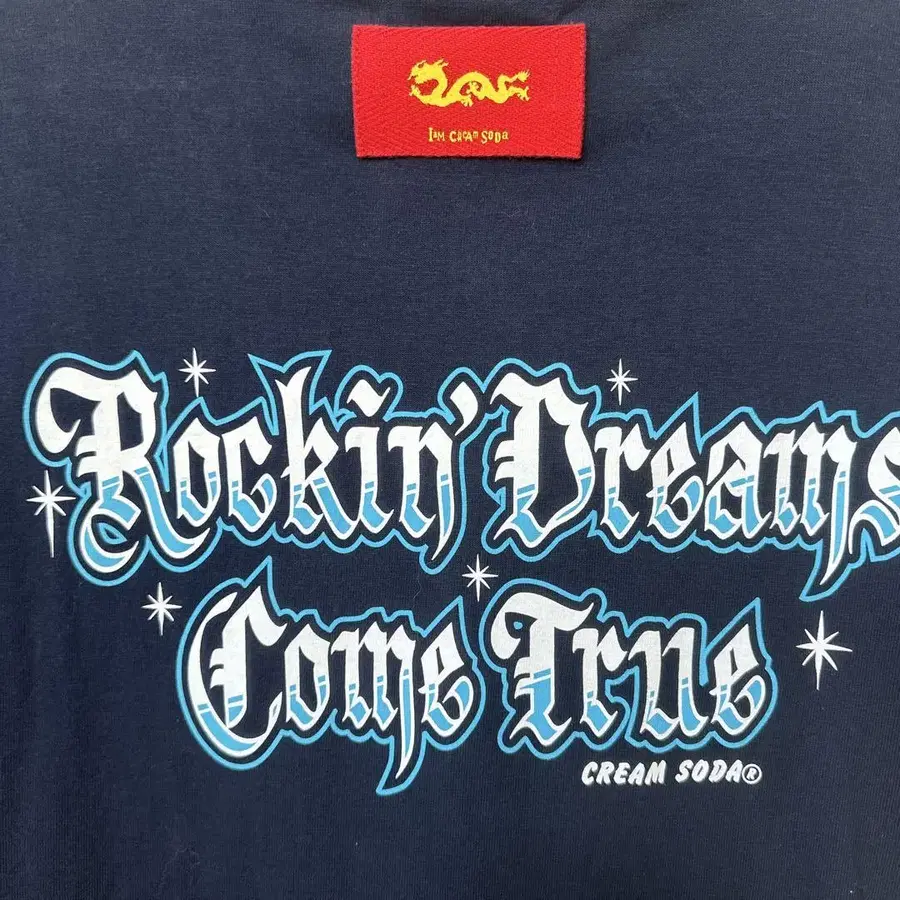 I AM CREAM SODA
Rockin' Dreams
Come True
CREAM SODA®